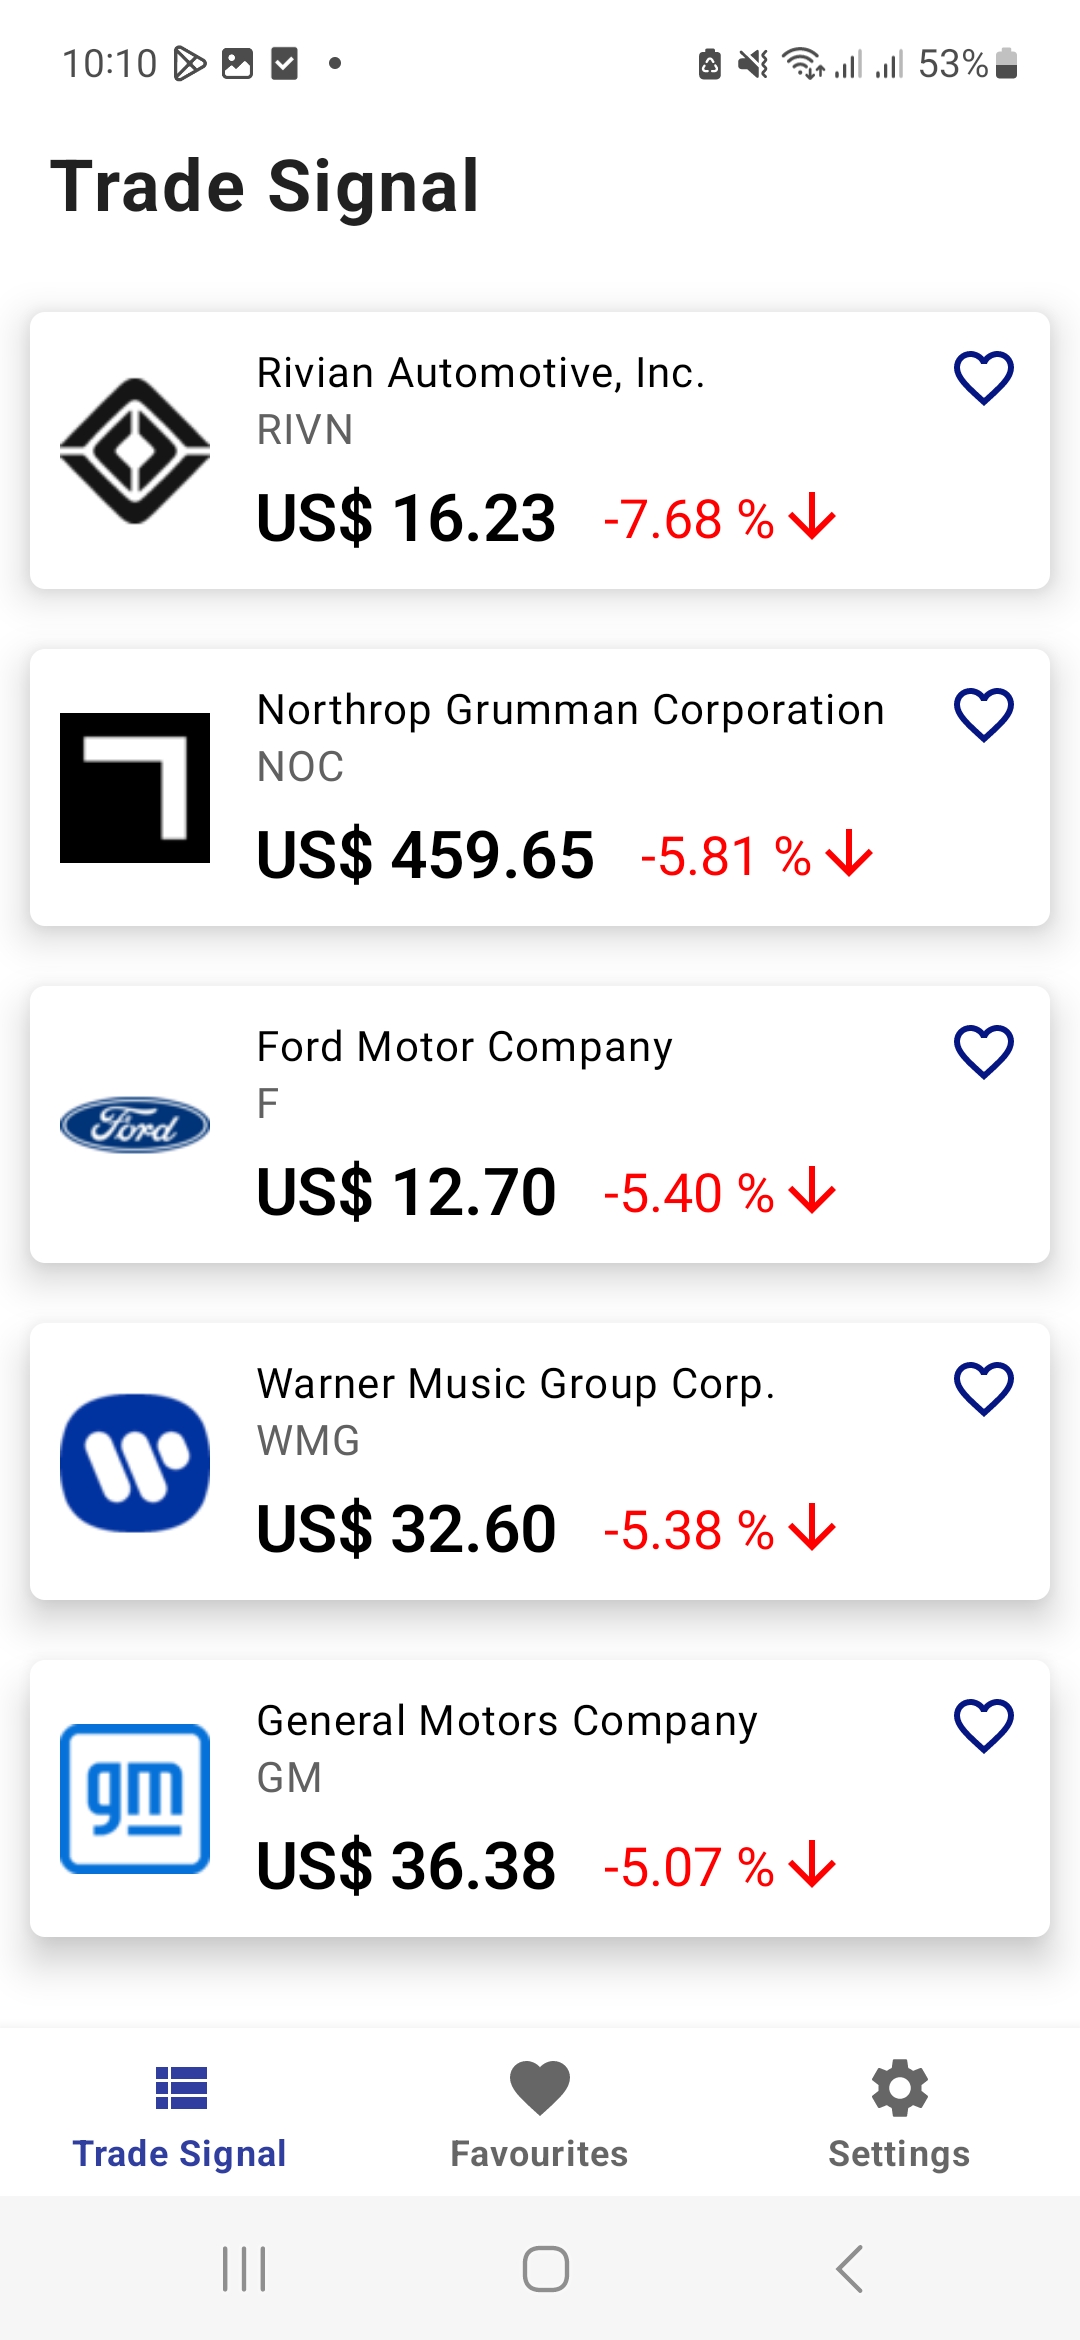 10:10
53%
Trade Signal
Rivian Automotive, Inc.
RIVN
US$ 16.23 -7.68 %
Northrop Grumman Corporation
NOC
US$ 459.65 -5.81 %
Ford Motor Company
F
Ford
US$ 12.70 -5.40 %
Warner Music Group Corp.
WMG
US$ 32.60 -5.38 %
General Motors Company
GM
gm
US$ 36.38 -5.07 %
Trade Signal
Favourites
Settings